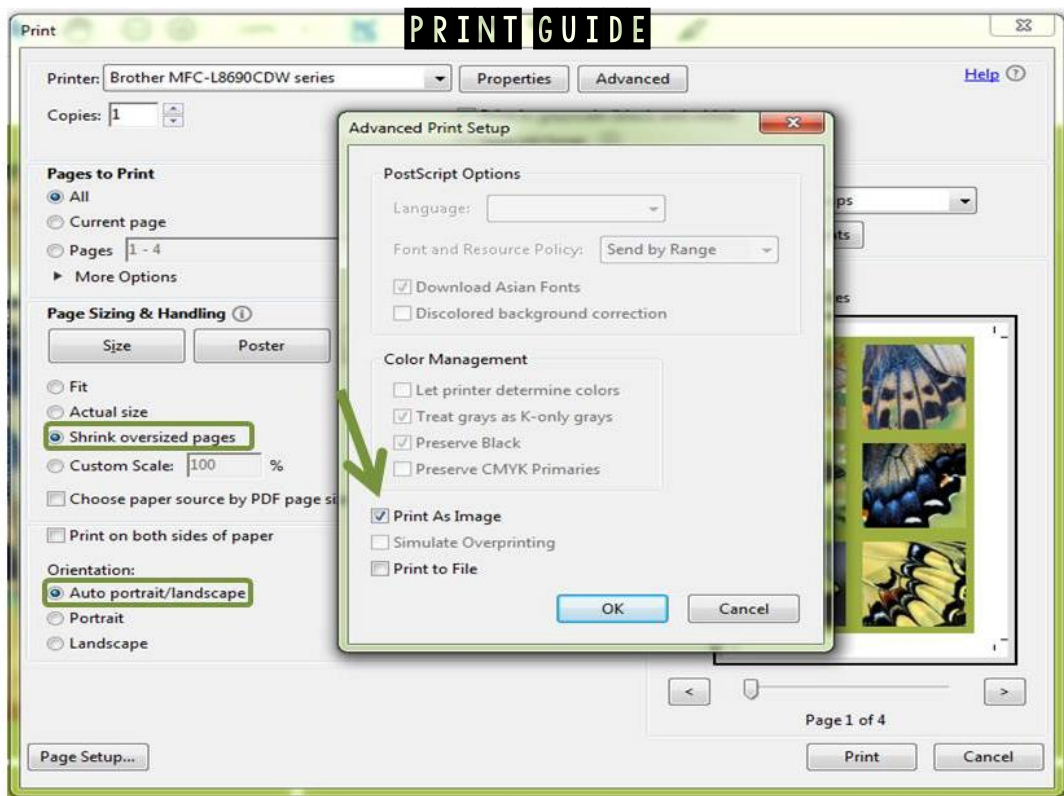 PRINT GUIDE
Print
Printer: Brother MFC-L8690CDW series
Properties
Advanced
Help
Copies: 1
Pages to Print
All
Current page
Pages 1 - 4
More Options
Page Sizing & Handling
Size
Poster
Fit
Actual size
Shrink oversized pages
Custom Scale: 100 %
Choose paper source by PDF page
Print on both sides of paper
Orientation:
Auto portrait/landscape
Portrait
Landscape
Advanced Print Setup
PostScript Options
Language:
Font and Resource Policy: Send by Range
Download Asian Fonts
Discolored background correction
Color Management
Let printer determine colors
Treat grays as K-only grays
Preserve Black
Preserve CMYK Primaries
Print As Image
Simulate Overprinting
Print to File
OK
Cancel
<
>
Page 1 of 4
Page Setup...
Print
Cancel